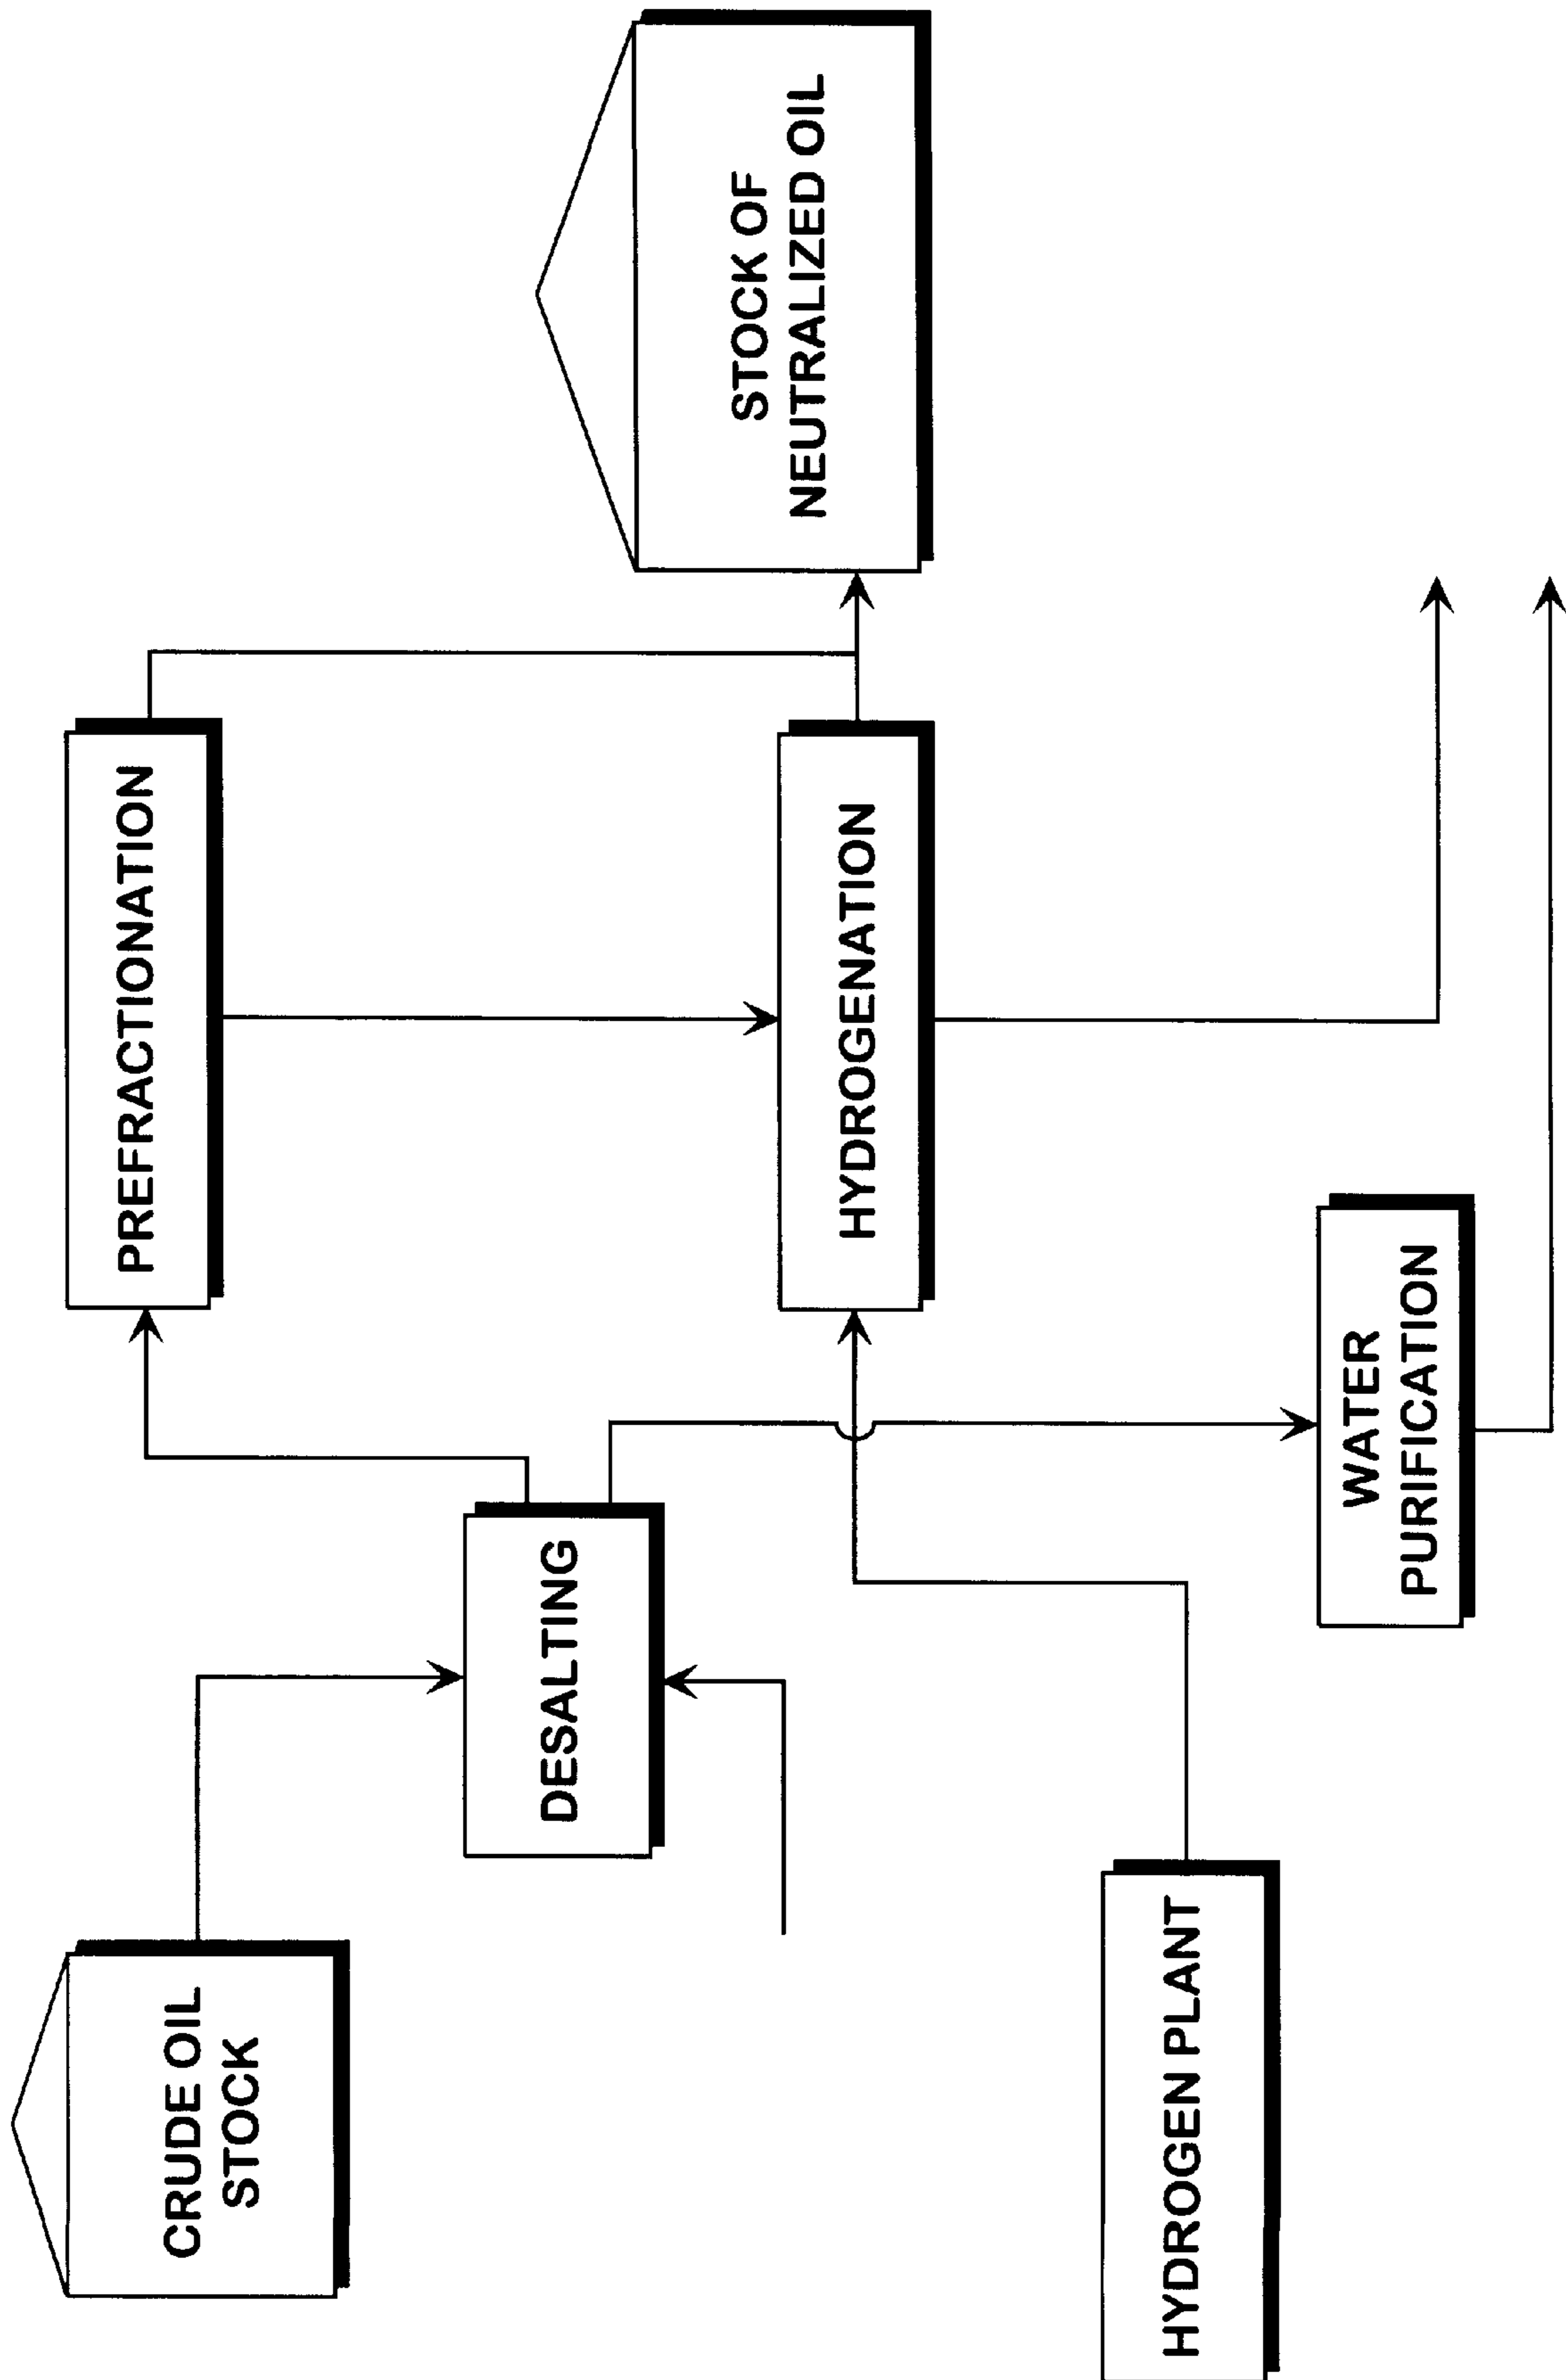 CRUDE OIL
STOCK
DESALTING
PREFRACTIONATION
HYDROGENATION
STOCK OF
NEUTRALIZED OIL
HYDROGEN PLANT
WATER
PURIFICATION